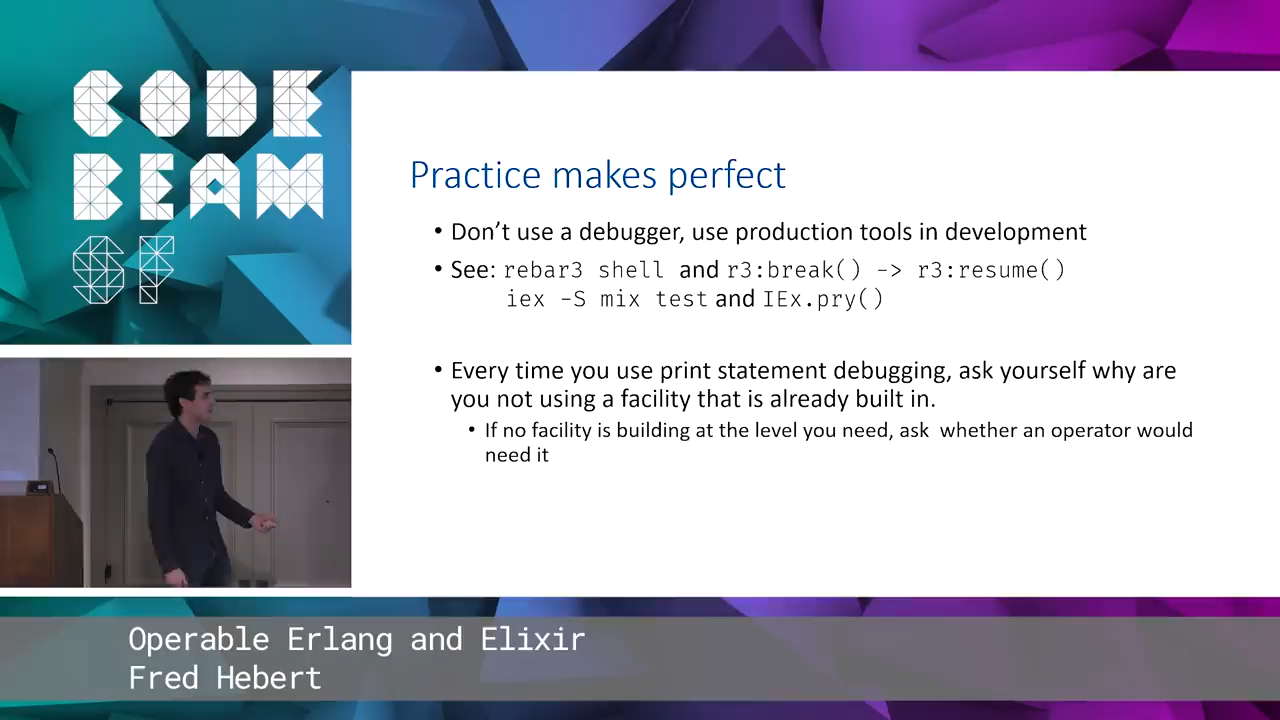 CODE
BEAM
SF
Practice makes perfect
• Don’t use a debugger, use production tools in development
• See: rebar3 shell and r3:break() -> r3:resume()
iex -S mix test and IEx.pry()
• Every time you use print statement debugging, ask yourself why are
you not using a facility that is already built in.
• If no facility is building at the level you need, ask  whether an operator would
need it
Operable Erlang and Elixir
Fred Hebert